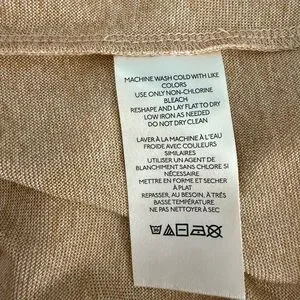 MACHINE WASH COLD WITH LIKE
COLORS
USE ONLY NON-CHLORINE
BLEACH
RESHAPE AND LAY FLAT TO DRY
LOW IRON AS NEEDED
DO NOT DRY CLEAN
LAVER À LA MACHINE À L'EAU
FROIDE AVEC COULEURS
SIMILAIRES
UTILISER UN AGENT DE
BLANCHIMENT SANS CHLORE SI
NÉCESSAIRE
METTRE EN FORME ET SÉCHER
À PLAT
REPASSER, AU BESOIN, À TRÈS
BASSE TEMPÉRATURE
NE PAS NETTOYER À SEC